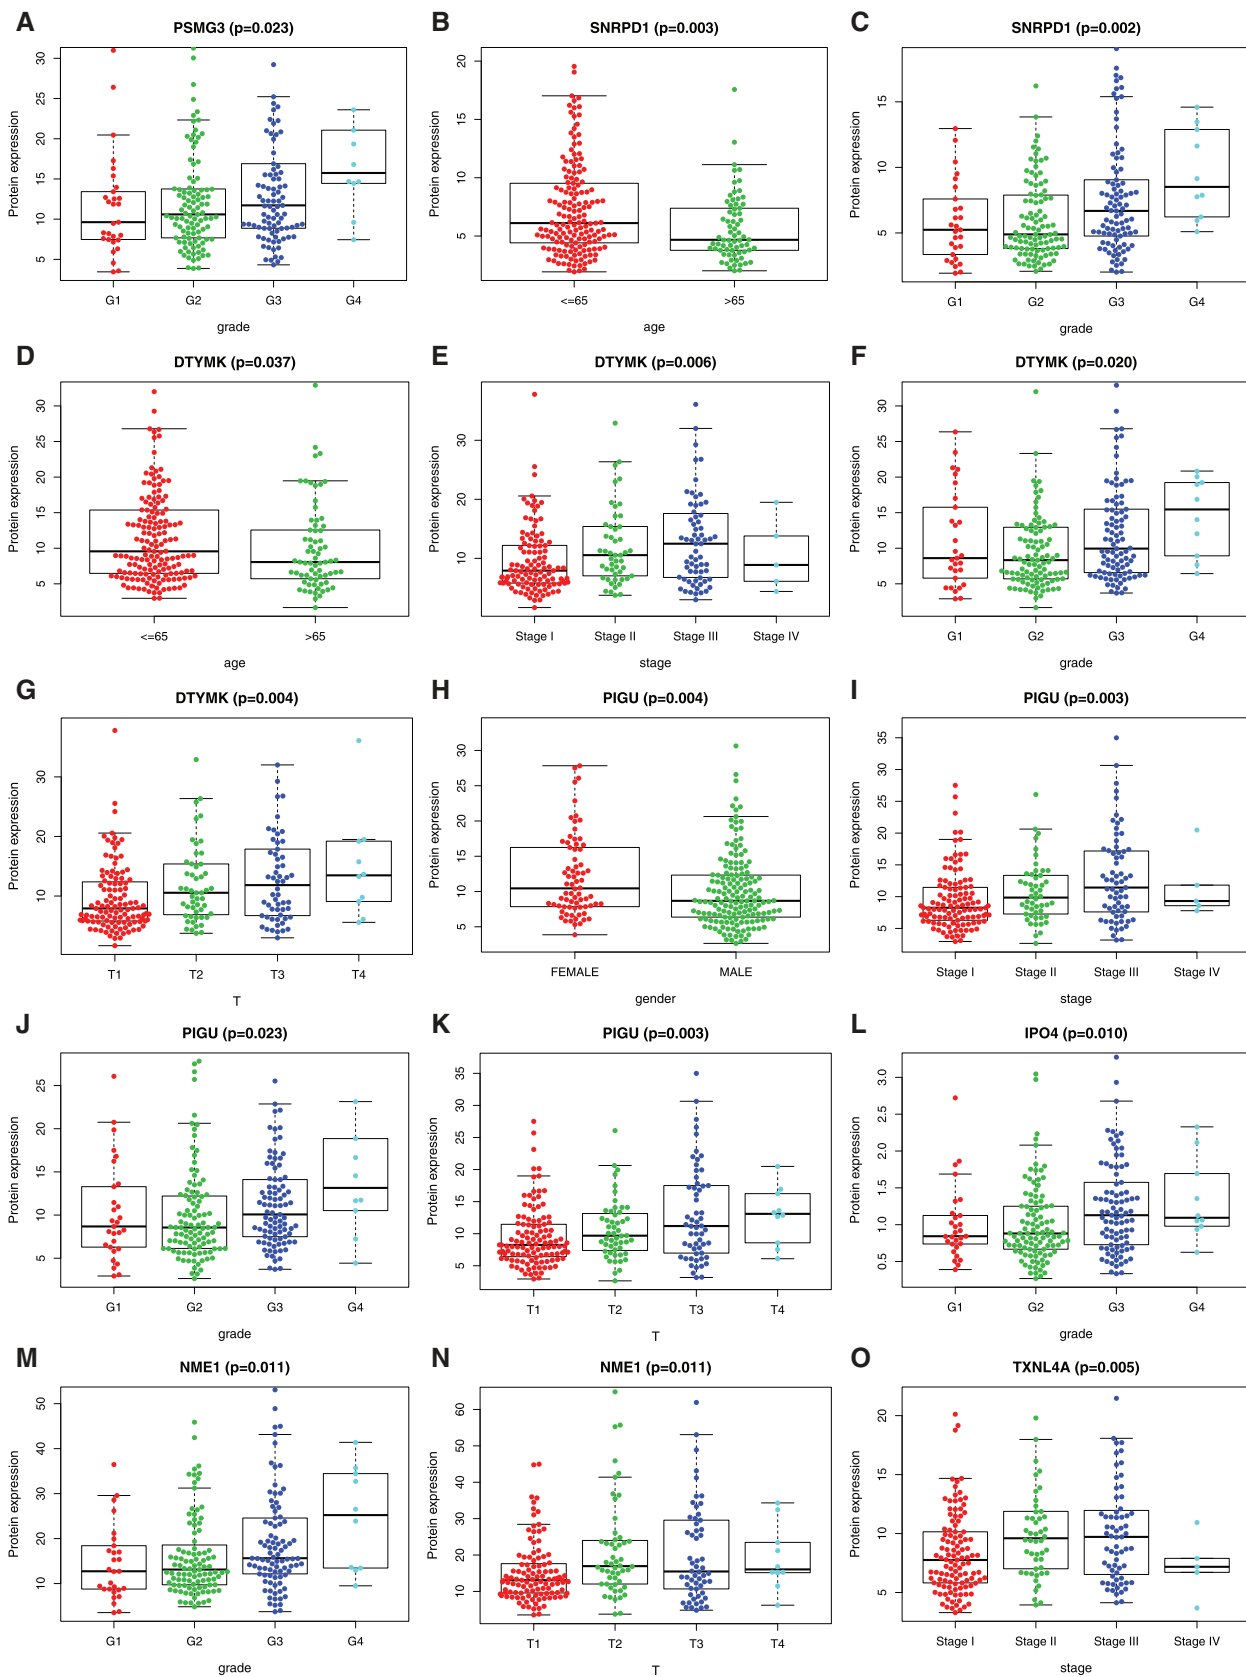 A
PSMG3 (p=0.023)
Protein expression
30
25
20
15
10
5
G1 G2 G3 G4
grade
B
SNRPD1 (p=0.003)
Protein expression
20
15
10
5
<=65 >65
age
C
SNRPD1 (p=0.002)
Protein expression
15
10
5
G1 G2 G3 G4
grade
D
DTYMK (p=0.037)
Protein expression
30
25
20
15
10
5
<=65 >65
age
E
DTYMK (p=0.006)
Protein expression
30
20
10
Stage I Stage II Stage III Stage IV
stage
F
DTYMK (p=0.020)
Protein expression
30
25
20
15
10
5
G1 G2 G3 G4
grade
G
DTYMK (p=0.004)
Protein expression
30
20
10
T1 T2 T3 T4
T
H
PIGU (p=0.004)
Protein expression
30
25
20
15
10
5
FEMALE MALE
gender
I
PIGU (p=0.003)
Protein expression
35
30
25
20
15
10
5
Stage I Stage II Stage III Stage IV
stage
J
PIGU (p=0.023)
Protein expression
25
20
15
10
5
G1 G2 G3 G4
grade
K
PIGU (p=0.003)
Protein expression
35
30
25
20
15
10
5
T1 T2 T3 T4
T
L
IPO4 (p=0.010)
Protein expression
3.0
2.5
2.0
1.5
1.0
0.5
G1 G2 G3 G4
grade
M
NME1 (p=0.011)
Protein expression
50
40
30
20
10
G1 G2 G3 G4
grade
N
NME1 (p=0.011)
Protein expression
60
50
40
30
20
10
T1 T2 T3 T4
T
O
TXNL4A (p=0.005)
Protein expression
20
15
10
5
Stage I Stage II Stage III Stage IV
stage